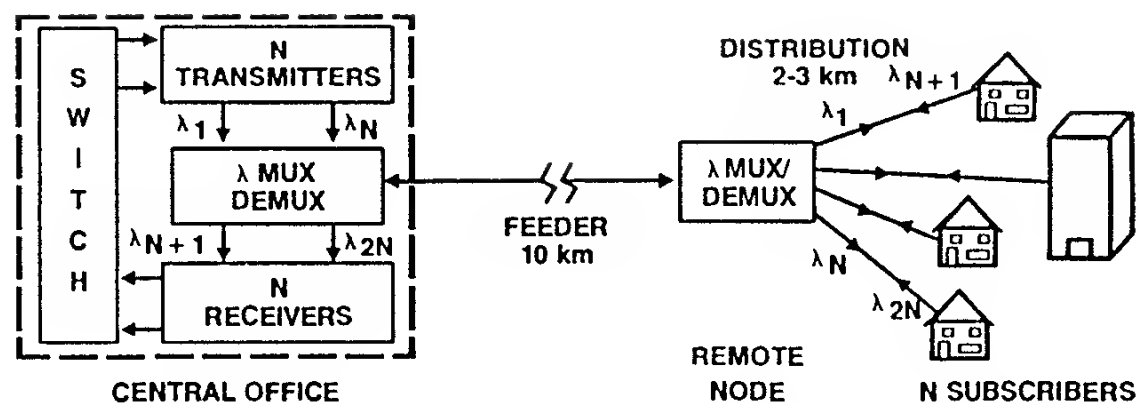 SWITCH
N
TRANSMITTERS
λ1
λN
λ MUX
DEMUX
λN+1
λ2N
N
RECEIVERS
CENTRAL OFFICE
FEEDER
10 km
λ MUX/
DEMUX
REMOTE
NODE
DISTRIBUTION
2-3 km
λN+1
λ1
λN
λ2N
N SUBSCRIBERS